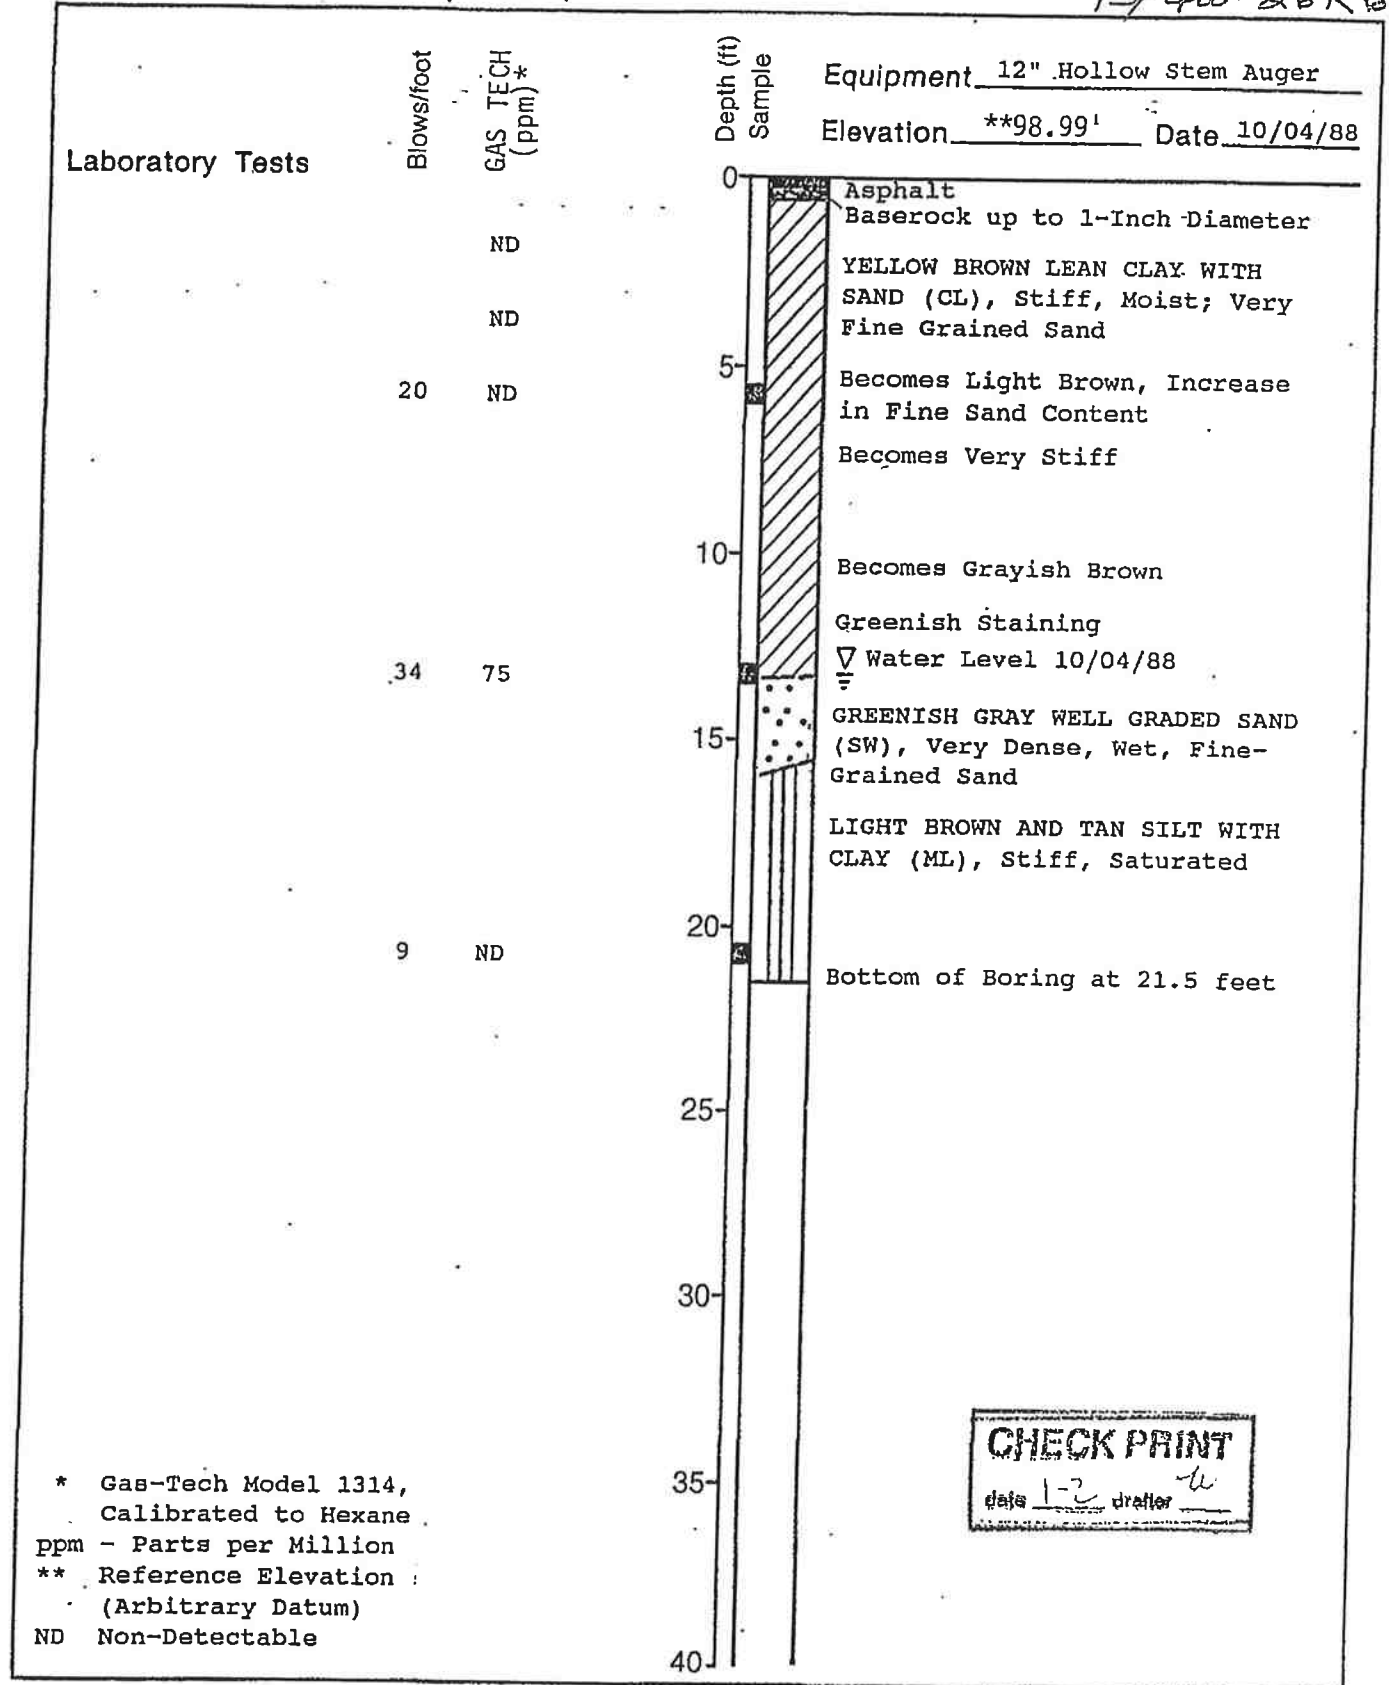 Blows/foot
GAS TECH
(ppm)*
Depth (ft)
Sample
Equipment 12" Hollow Stem Auger
Elevation **98.99' Date 10/04/88
Laboratory Tests
0
Asphalt
Baserock up to 1-Inch Diameter
ND
YELLOW BROWN LEAN CLAY WITH
SAND (CL), Stiff, Moist; Very
Fine Grained Sand
ND
5
20 ND
Becomes Light Brown, Increase
in Fine Sand Content
Becomes Very Stiff
10
Becomes Grayish Brown
Greenish Staining
Water Level 10/04/88
34 75
GREENISH GRAY WELL GRADED SAND
(SW), Very Dense, Wet, Fine-
Grained Sand
15
LIGHT BROWN AND TAN SILT WITH
CLAY (ML), Stiff, Saturated
20
9 ND
Bottom of Boring at 21.5 feet
25
30
35
40
CHECK PRINT
date 1-2 drafter
* Gas-Tech Model 1314,
Calibrated to Hexane
ppm - Parts per Million
** Reference Elevation
(Arbitrary Datum)
ND Non-Detectable